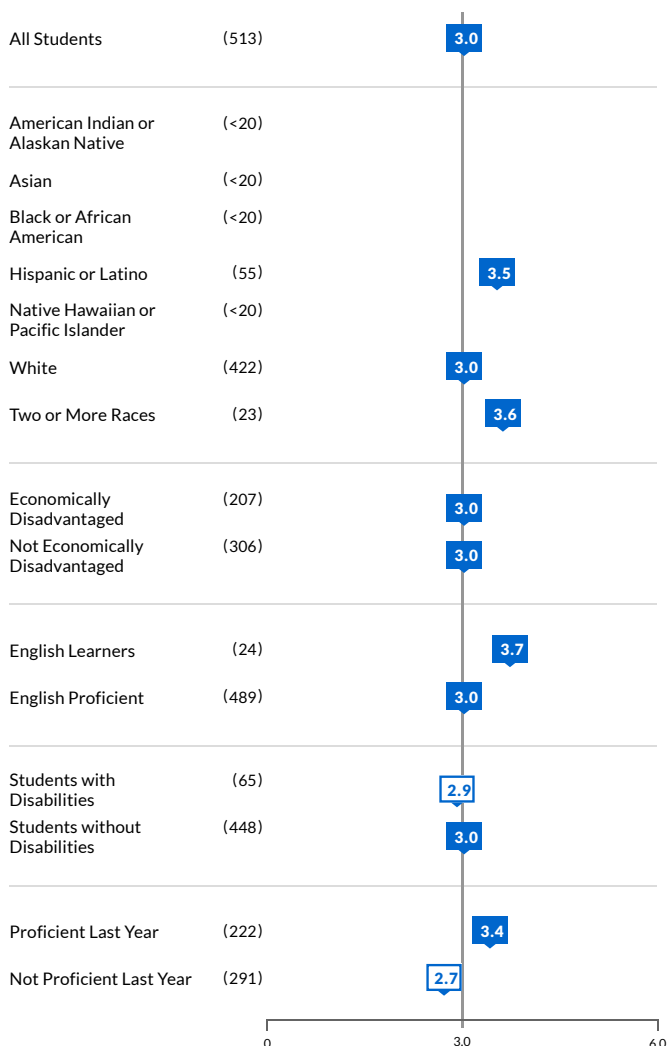 All Students (513) 3.0
American Indian or (<20)
Alaskan Native
Asian (<20)
Black or African (<20)
American
Hispanic or Latino (55) 3.5
Native Hawaiian or (<20)
Pacific Islander
White (422) 3.0
Two or More Races (23) 3.6
Economically (207) 3.0
Disadvantaged
Not Economically (306) 3.0
Disadvantaged
English Learners (24) 3.7
English Proficient (489) 3.0
Students with (65) 2.9
Disabilities
Students without (448) 3.0
Disabilities
Proficient Last Year (222) 3.4
Not Proficient Last Year (291) 2.7
0 3.0 6.0